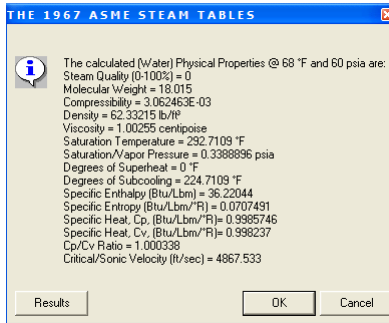 THE 1967 ASME STEAM TABLES
The calculated (Water) Physical Properties @ 68 °F and 60 psia are:
Steam Quality (0-100%) = 0
Molecular Weight = 18.015
Compressibility = 3.062463E-03
Density = 62.33215 lb/ft³
Viscosity = 1.00255 centipoise
Saturation Temperature = 292.7109 °F
Saturation/Vapor Pressure = 0.3388896 psia
Degrees of Superheat = 0 °F
Degrees of Subcooling = 224.7109 °F
Specific Enthalpy (Btu/Lbm) = 36.22044
Specific Entropy (Btu/Lbm/°R) = 0.0707491
Specific Heat, Cp, (Btu/Lbm/°R)= 0.9985746
Specific Heat, Cv, (Btu/Lbm/°R)= 0.998237
Cp/Cv Ratio = 1.000338
Critical/Sonic Velocity (ft/sec) = 4867.533
Results OK Cancel